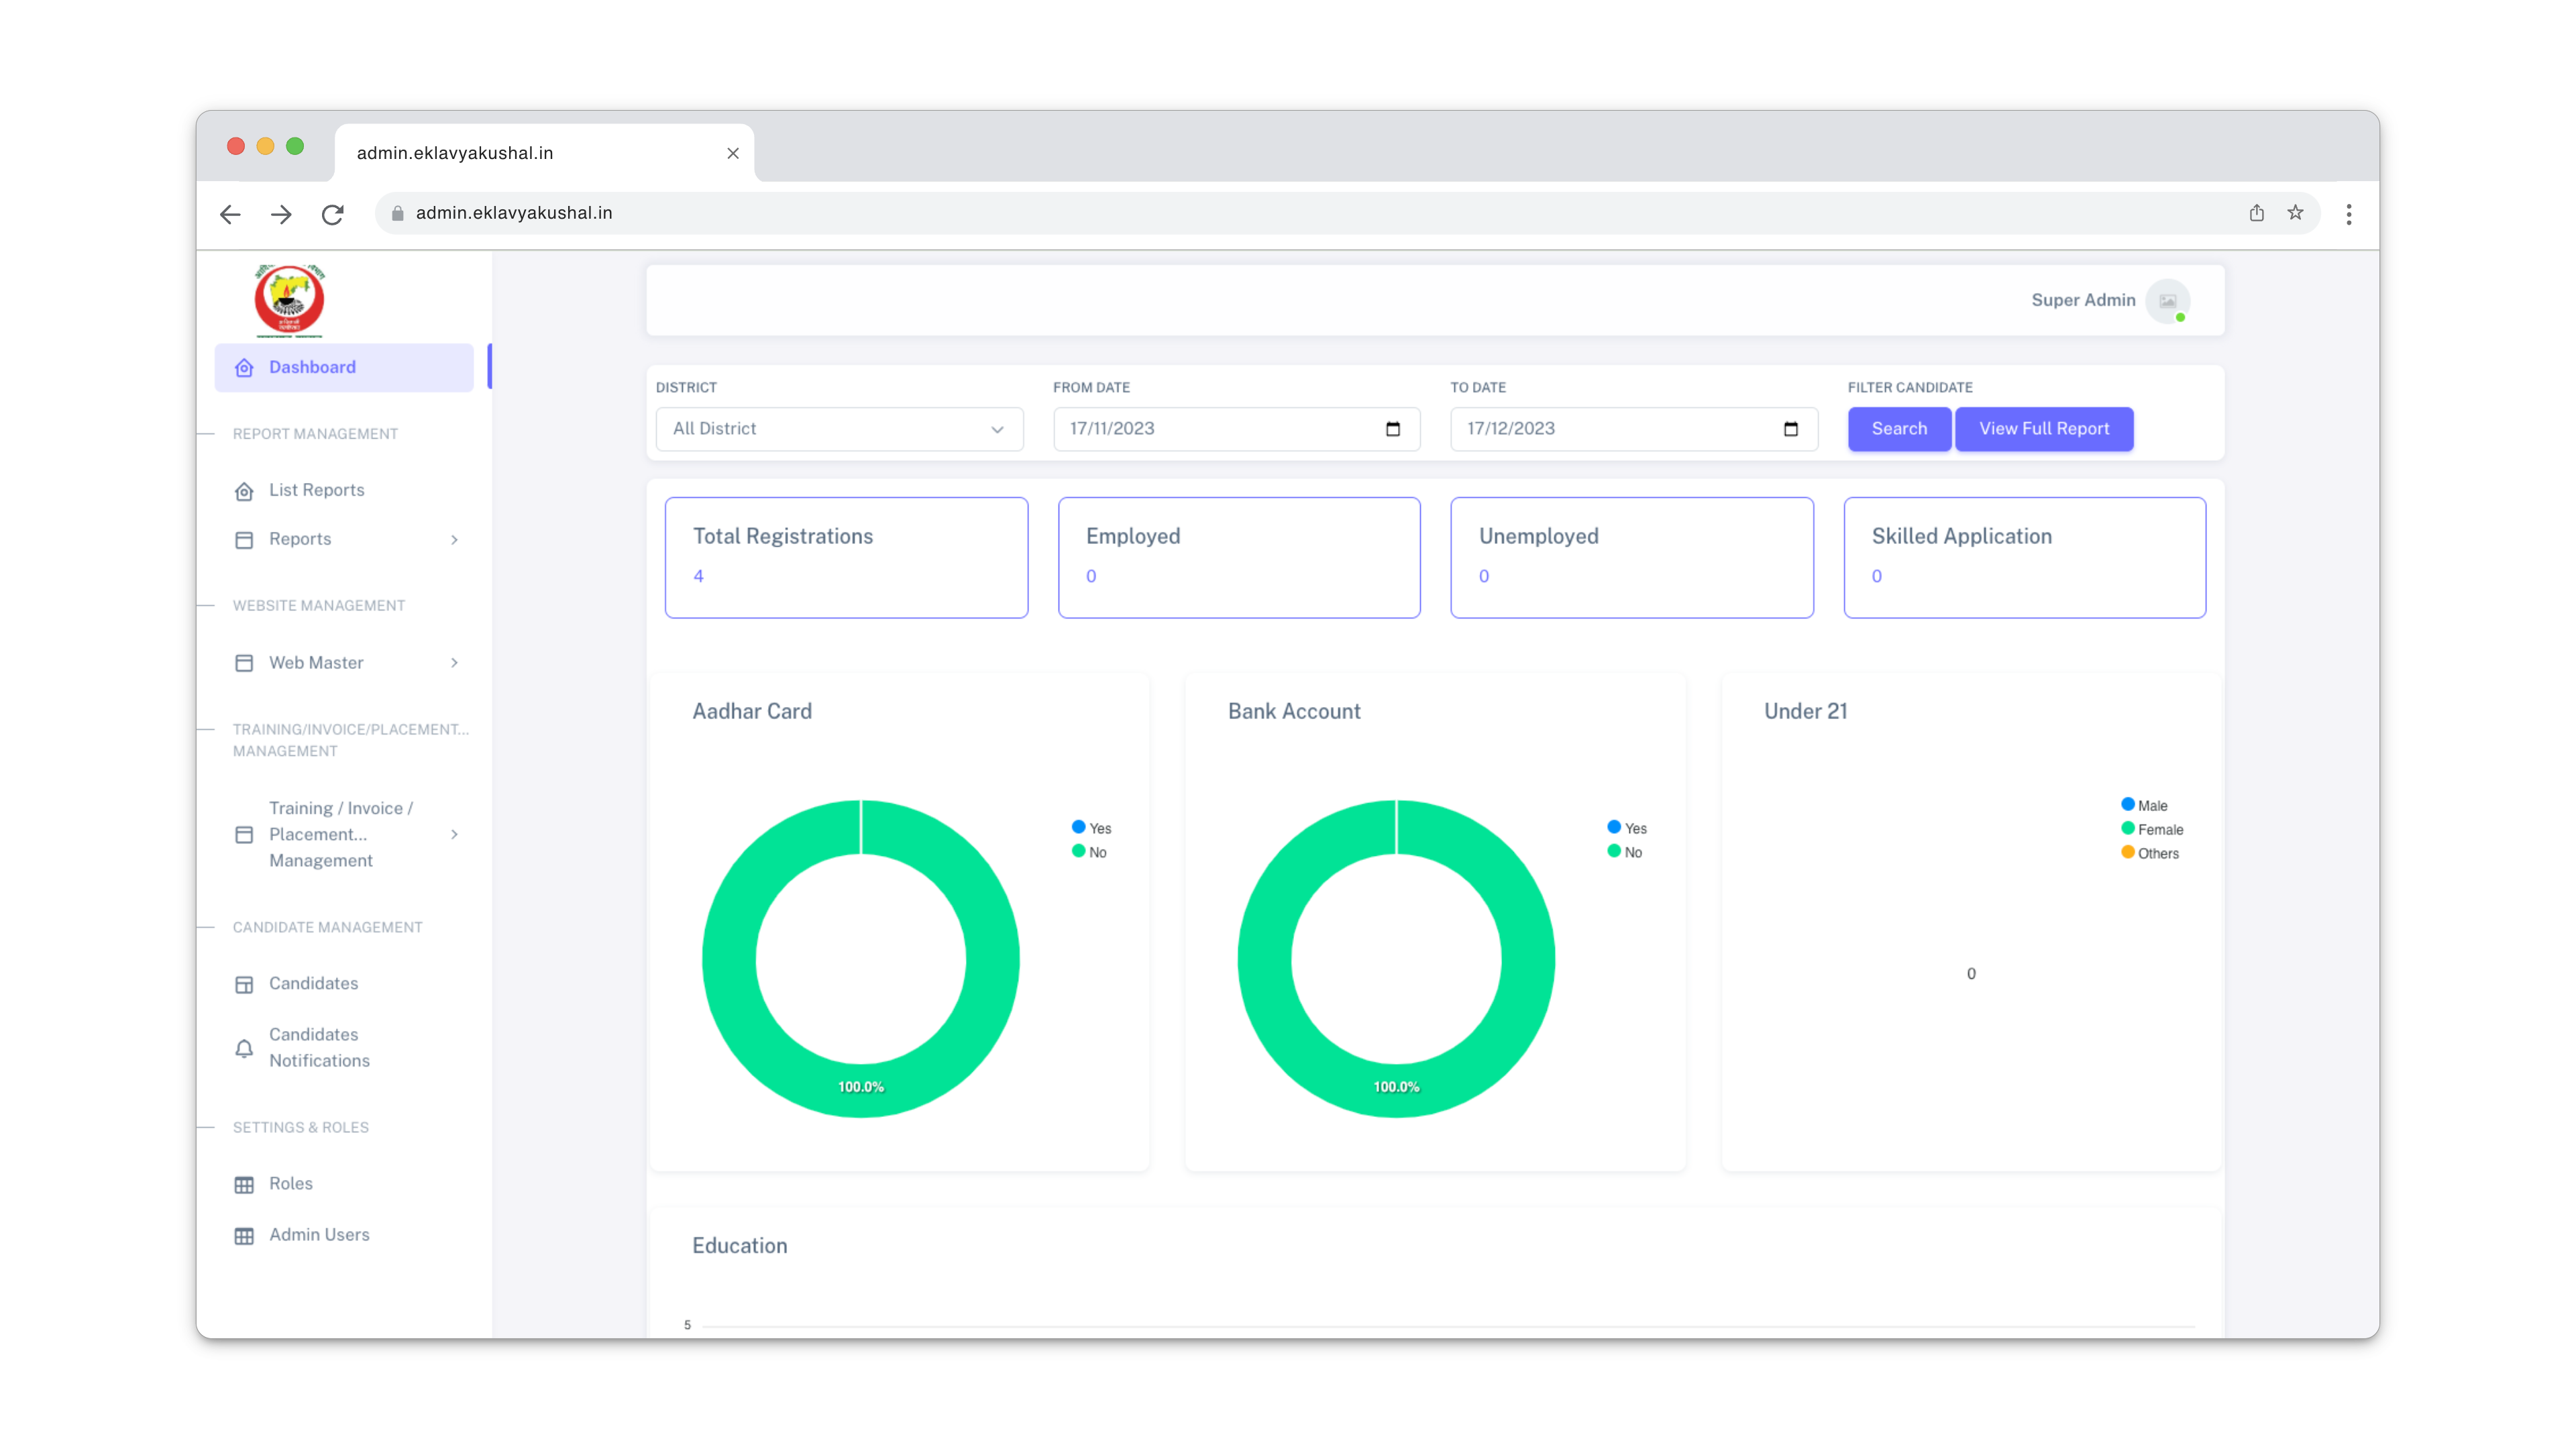 admin.eklavyakushal.in
admin.eklavyakushal.in
Super Admin
Dashboard
REPORT MANAGEMENT
List Reports
Reports
WEBSITE MANAGEMENT
Web Master
TRAINING/INVOICE/PLACEMENT...
MANAGEMENT
Training / Invoice /
Placement...
Management
CANDIDATE MANAGEMENT
Candidates
Candidates
Notifications
SETTINGS & ROLES
Roles
Admin Users
DISTRICT
All District
FROM DATE
17/11/2023
TO DATE
17/12/2023
FILTER CANDIDATE
Search
View Full Report
Total Registrations
4
Employed
0
Unemployed
0
Skilled Application
0
Aadhar Card
Yes
No
100.0%
Bank Account
Yes
No
100.0%
Under 21
Male
Female
Others
0
Education
5